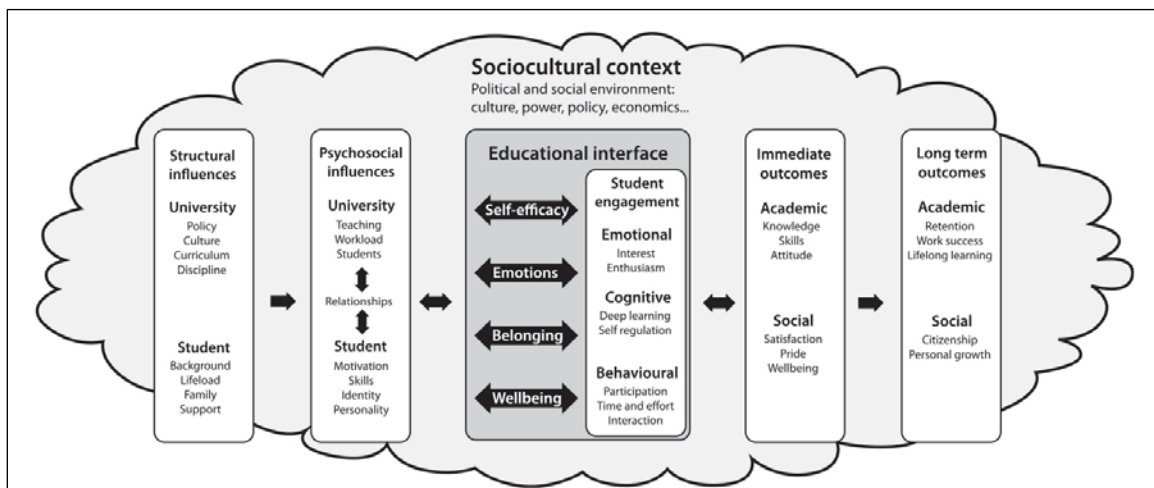 Sociocultural context
Political and social environment:
culture, power, policy, economics...
Structural
influences
University
Policy
Culture
Curriculum
Discipline
Student
Background
Lifeload
Family
Support
Psychosocial
influences
University
Teaching
Workload
Students
Relationships
Student
Motivation
Skills
Identity
Personality
Educational interface
Self-efficacy
Emotions
Belonging
Wellbeing
Student
engagement
Emotional
Interest
Enthusiasm
Cognitive
Deep learning
Self regulation
Behavioural
Participation
Time and effort
Interaction
Immediate
outcomes
Academic
Knowledge
Skills
Attitude
Social
Satisfaction
Pride
Wellbeing
Long term
outcomes
Academic
Retention
Work success
Lifelong learning
Social
Citizenship
Personal growth